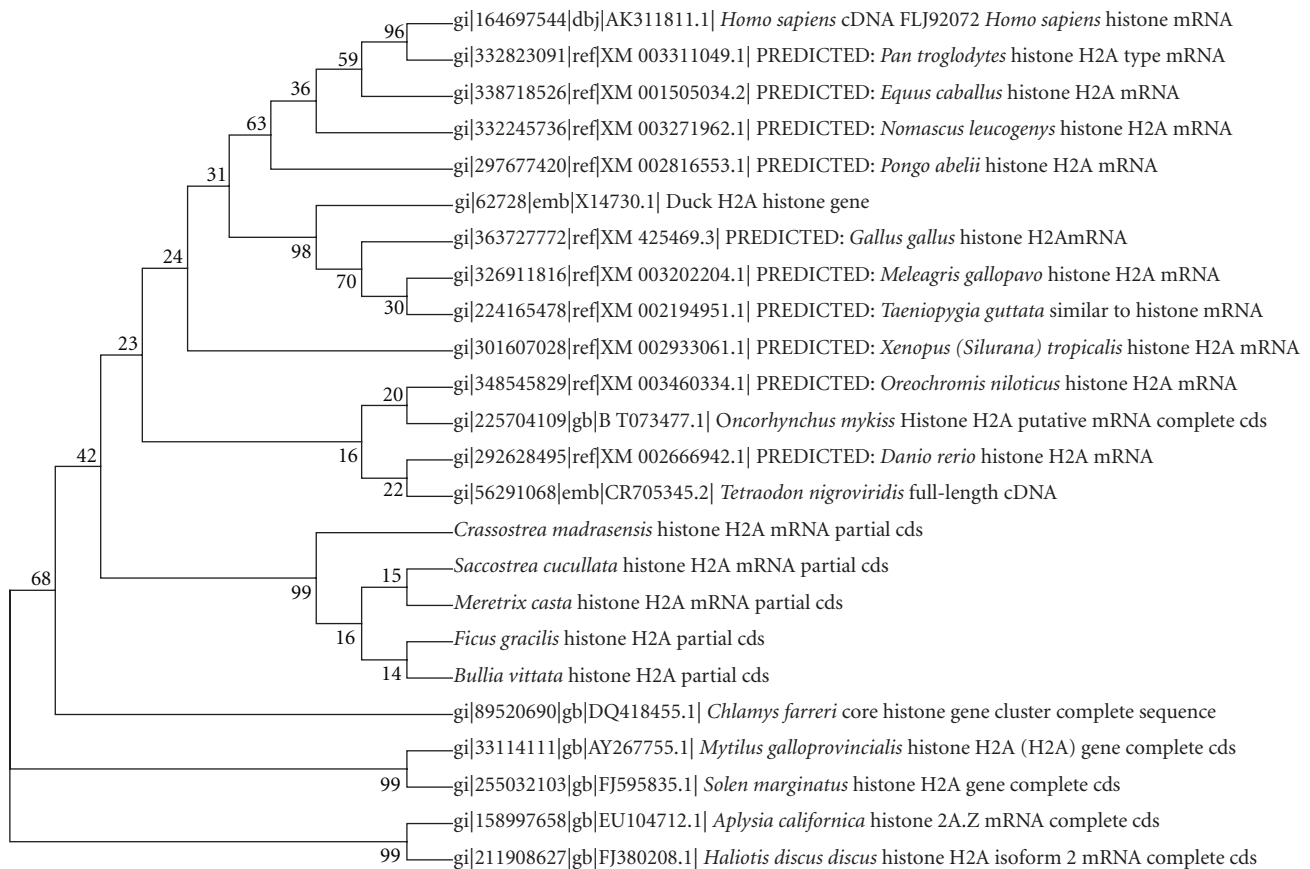 gi|164697544|dbj|AK311811.1| Homo sapiens cDNA FLJ92072 Homo sapiens histone mRNA
96
gi|332823091|ref|XM 003311049.1| PREDICTED: Pan troglodytes histone H2A type mRNA
59
gi|338718526|ref|XM 001505034.2| PREDICTED: Equus caballus histone H2A mRNA
36
gi|332245736|ref|XM 003271962.1| PREDICTED: Nomascus leucogenys histone H2A mRNA
63
gi|297677420|ref|XM 002816553.1| PREDICTED: Pongo abelii histone H2A mRNA
31
gi|62728|emb|X14730.1| Duck H2A histone gene
gi|363727772|ref|XM 425469.3| PREDICTED: Gallus gallus histone H2AmRNA
98
24
gi|326911816|ref|XM 003202204.1| PREDICTED: Meleagris gallopavo histone H2A mRNA
70
30
gi|224165478|ref|XM 002194951.1| PREDICTED: Taeniopygia guttata similar to histone mRNA
23
gi|301607028|ref|XM 002933061.1| PREDICTED: Xenopus (Silurana) tropicalis histone H2A mRNA
gi|348545829|ref|XM 003460334.1| PREDICTED: Oreochromis niloticus histone H2A mRNA
20
gi|225704109|gb|B T073477.1| Oncorhynchus mykiss Histone H2A putative mRNA complete cds
42
16
gi|292628495|ref|XM 002666942.1| PREDICTED: Danio rerio histone H2A mRNA
22
gi|56291068|emb|CR705345.2| Tetraodon nigroviridis full-length cDNA
Crassostrea madrasensis histone H2A mRNA partial cds
Saccostrea cucullata histone H2A mRNA partial cds
68
99
15
Meretrix casta histone H2A mRNA partial cds
16
Ficus gracilis histone H2A partial cds
14
Bullia vittata histone H2A partial cds
gi|89520690|gb|DQ418455.1| Chlamys farreri core histone gene cluster complete sequence
gi|33114111|gb|AY267755.1| Mytilus galloprovincialis histone H2A (H2A) gene complete cds
99
gi|255032103|gb|FJ595835.1| Solen marginatus histone H2A gene complete cds
gi|158997658|gb|EU104712.1| Aplysia californica histone 2A.Z mRNA complete cds
99
gi|211908627|gb|FJ380208.1| Haliotis discus discus histone H2A isoform 2 mRNA complete cds